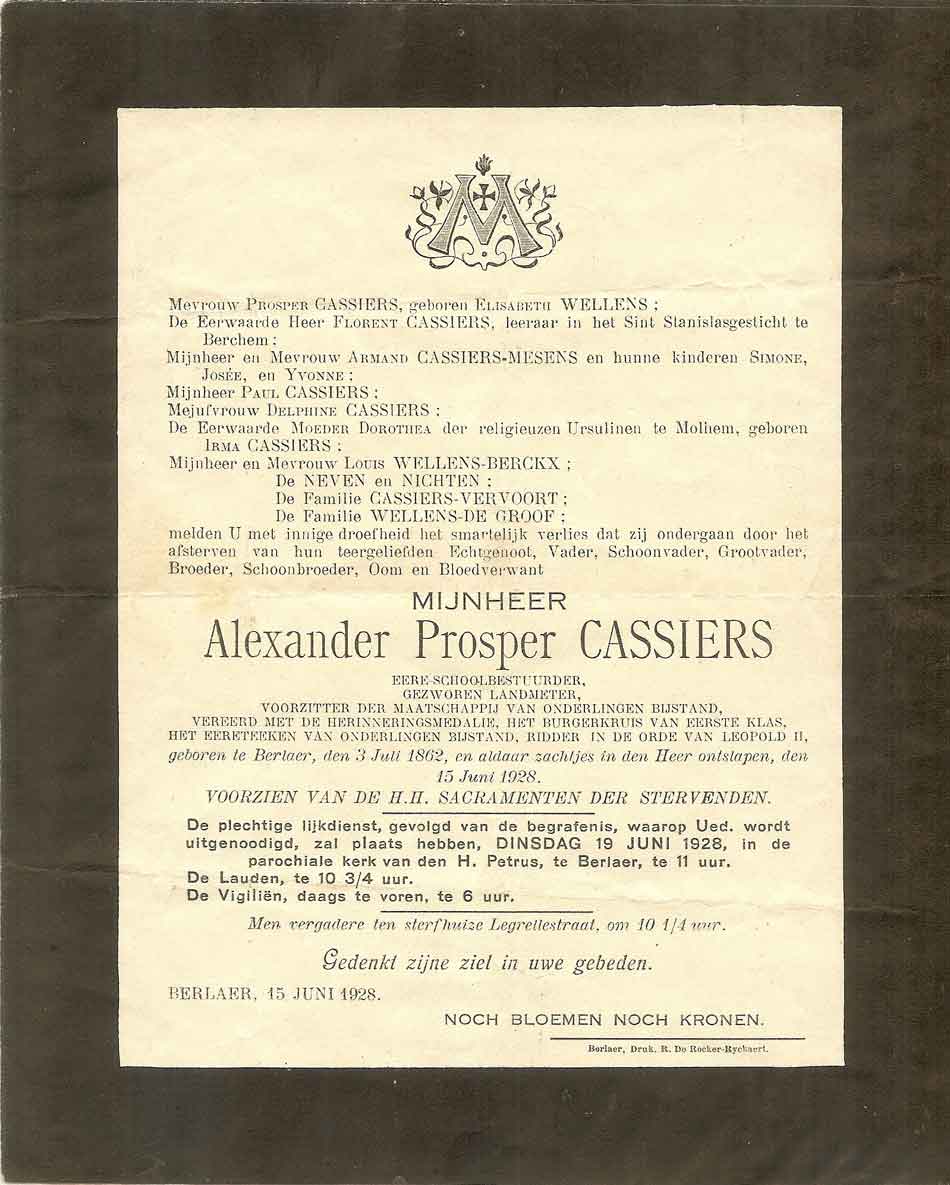 M
Mevrouw Prosper CASSIERS, geboren Elisabeth WELLENS ;
De Eerwaarde Heer Florent CASSIERS, leeraar in het Sint Stanislasgesticht te
Berchem ;
Mijnheer en Mevrouw Armand CASSIERS-MESENS en hunne kinderen Simone,
Josée, en Yvonne ;
Mijnheer Paul CASSIERS ;
Mejufvrouw Delphine CASSIERS ;
De Eerwaarde Moeder Dorothea der religieuzen Ursulinen te Molhem, geboren
Irma CASSIERS ;
Mijnheer en Mevrouw Louis WELLENS-BERCKX ;
De NEVEN en NICHTEN ;
De Familie CASSIERS-VERVOORT ;
De Familie WELLENS-DE GROOF ;
melden U met innige droefheid het smartelijk verlies dat zij ondergaan door het
afsterven van hun teergeliefden Echtgenoot, Vader, Schoonvader, Grootvader,
Broeder, Schoonbroeder, Oom en Bloedverwant
MIJNHEER
Alexander Prosper CASSIERS
EERE-SCHOOLBESTUURDER,
GEZWOREN LANDMETER,
VOORZITTER DER MAATSCHAPPIJ VAN ONDERLINGEN BIJSTAND,
VEREERD MET DE HERINNERINGSMEDALIE, HET BURGERKRUIS VAN EERSTE KLAS,
HET EERETEEKEN VAN ONDERLINGEN BIJSTAND, RIDDER IN DE ORDE VAN LEOPOLD II,
geboren te Berlaer, den 3 Juli 1862, en aldaar zachtjes in den Heer ontslapen, den
15 Juni 1928.
VOORZIEN VAN DE H.H. SACRAMENTEN DER STERVENDEN.
De plechtige lijkdienst, gevolgd van de begrafenis, waarop Ued. wordt
uitgenoodigd, zal plaats hebben, DINSDAG 19 JUNI 1928, in de
parochiale kerk van den H. Petrus, te Berlaer, te 11 uur.
De Lauden, te 10 3/4 uur.
De Vigiliën, daags te voren, te 6 uur.
Men vergadere ten sterfhuize Legrellestraat, om 10 1/4 uur.
Gedenkt zijne ziel in uwe gebeden.
BERLAER, 15 JUNI 1928.
NOCH BLOEMEN NOCH KRONEN.
Berlaer, Druk. R. De Rocker-Ryckaert.